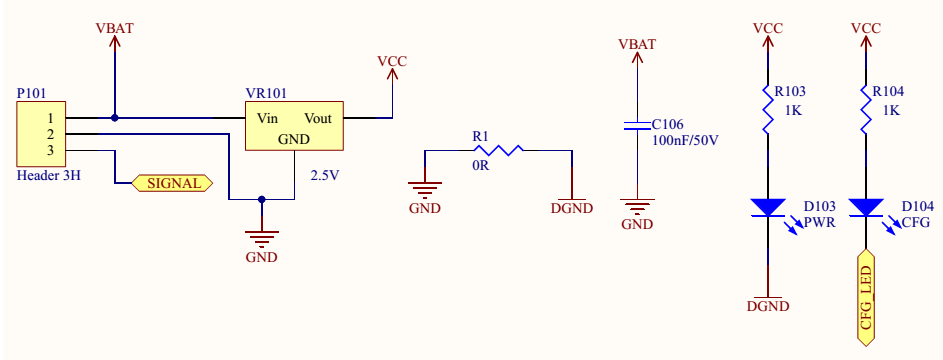 VBAT
P101
1
2
3
Header 3H
SIGNAL
VR101
Vin Vout
GND
2.5V
GND
VCC
R1
0R
GND
DGND
VBAT
C106
100nF/50V
GND
VCC
R103
1K
D103
PWR
DGND
VCC
R104
1K
D104
CFG
CFG_LED